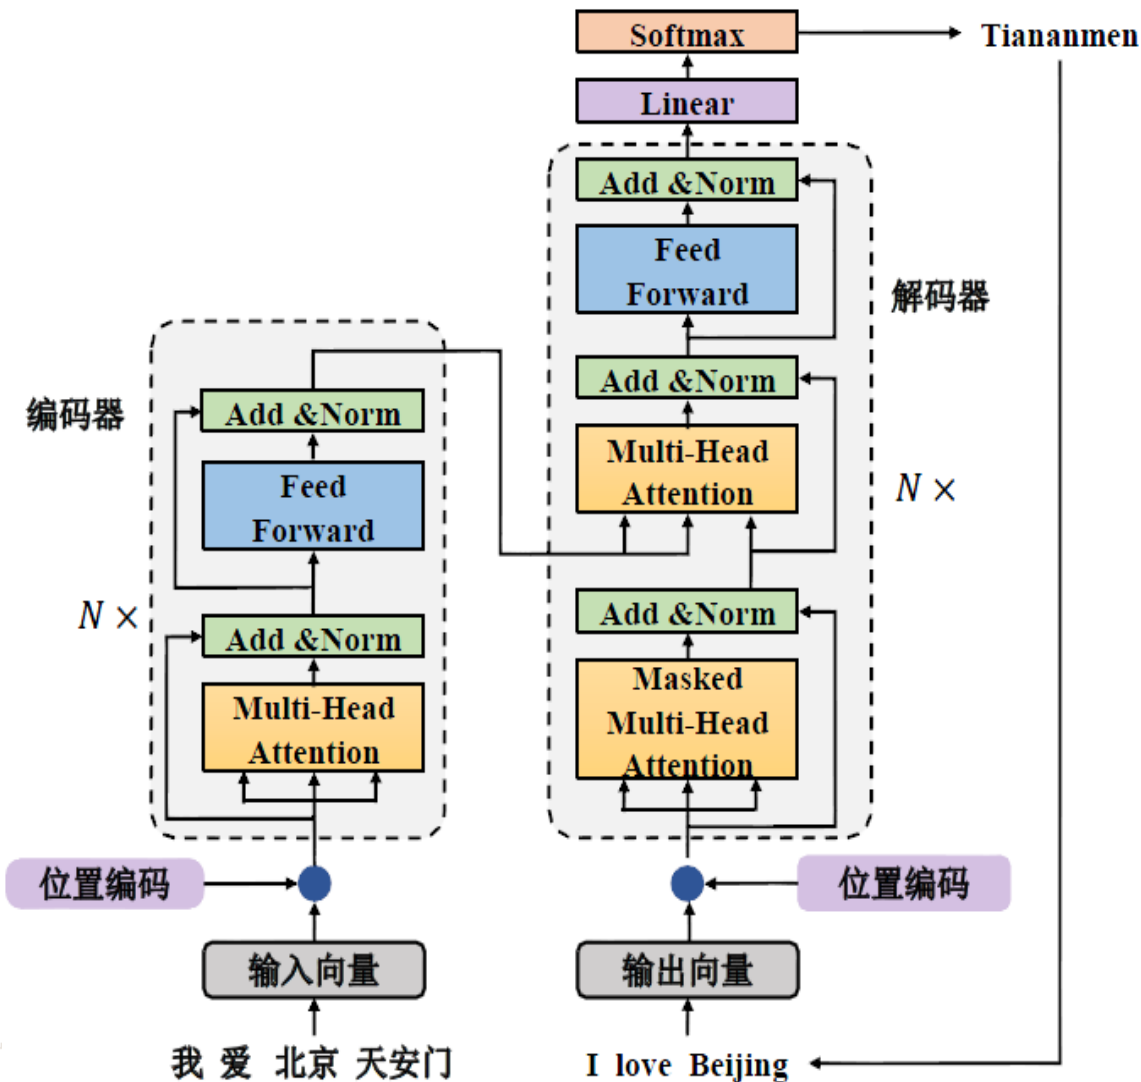 Softmax
Tiananmen
Linear
Add &Norm
Feed
Forward
解码器
Add &Norm
Multi-Head
Attention
N ×
Add &Norm
Masked
Multi-Head
Attention
编码器
Add &Norm
Feed
Forward
N ×
Add &Norm
Multi-Head
Attention
位置编码
位置编码
输入向量
输出向量
我 爱 北京 天安门
I love Beijing